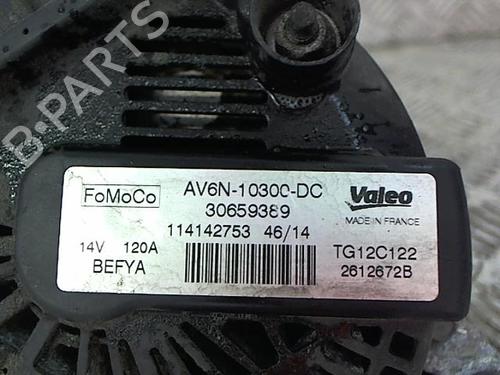 B-PARTS
FoMoCo
AV6N-10300-DC
30659389
114142753 46/14
14V 120A
BEFYA
Valeo
MADE IN FRANCE
TG12C122
2612672B